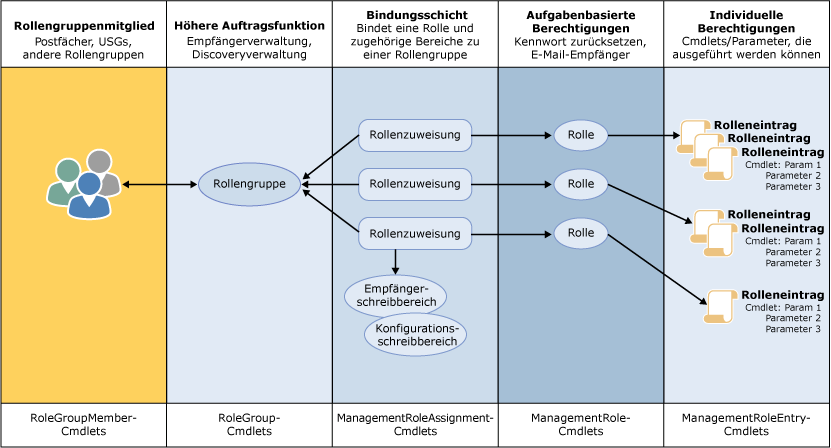 Rollengruppenmitglied
Postfächer, USGs,
andere Rollengruppen
Höhere Auftragsfunktion
Empfängerverwaltung,
Discoveryverwaltung
Bindungsschicht
Bindet eine Rolle und
zugehörige Bereiche zu
einer Rollengruppe
Aufgabenbasierte
Berechtigungen
Kennwort zurücksetzen,
E-Mail-Empfänger
Individuelle
Berechtigungen
Cmdlets/Parameter, die
ausgeführt werden können
Rollengruppe
Rollenzuweisung
Rollenzuweisung
Rollenzuweisung
Empfänger-
schreibbereich
Konfigurations-
schreibbereich
Rolle
Rolle
Rolle
Rolleneintrag
Rolleneintrag
Rolleneintrag
Cmdlet: Param 1
Parameter 2
Parameter 3
Rolleneintrag
Rolleneintrag
Cmdlet: Param 1
Parameter 2
Parameter 3
Rolleneintrag
Cmdlet: Param 1
Parameter 2
Parameter 3
RoleGroupMember-
Cmdlets
RoleGroup-
Cmdlets
ManagementRoleAssignment-
Cmdlets
ManagementRole-
Cmdlets
ManagementRoleEntry-
Cmdlets